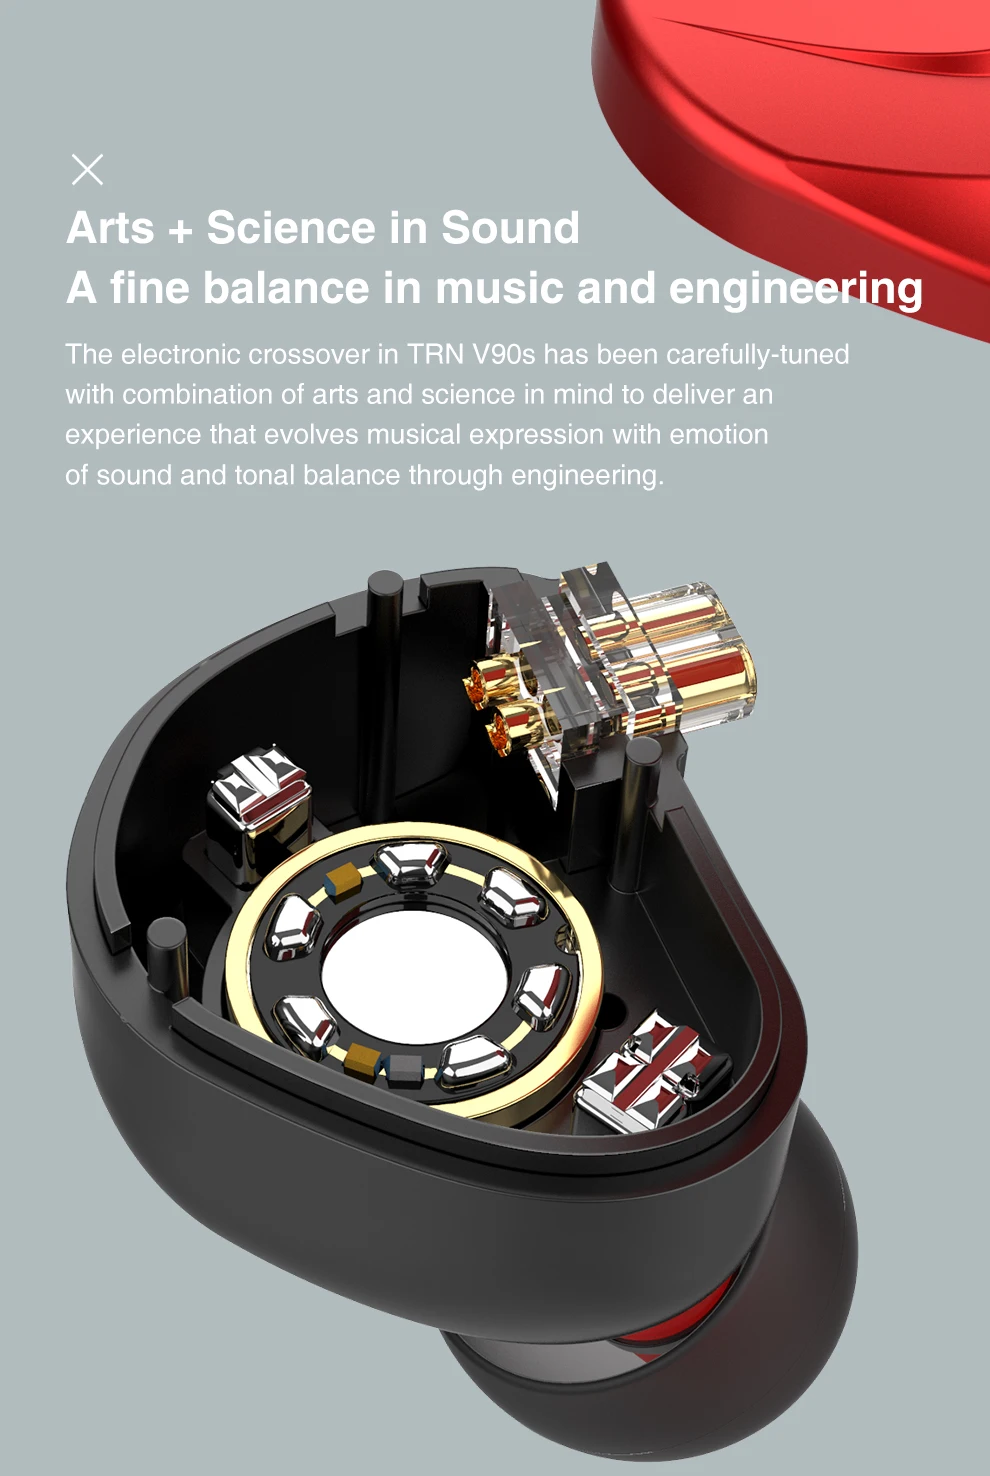 Arts + Science in Sound
A fine balance in music and engineering
The electronic crossover in TRN V90s has been carefully-tuned
with combination of arts and science in mind to deliver an
experience that evolves musical expression with emotion
of sound and tonal balance through engineering.